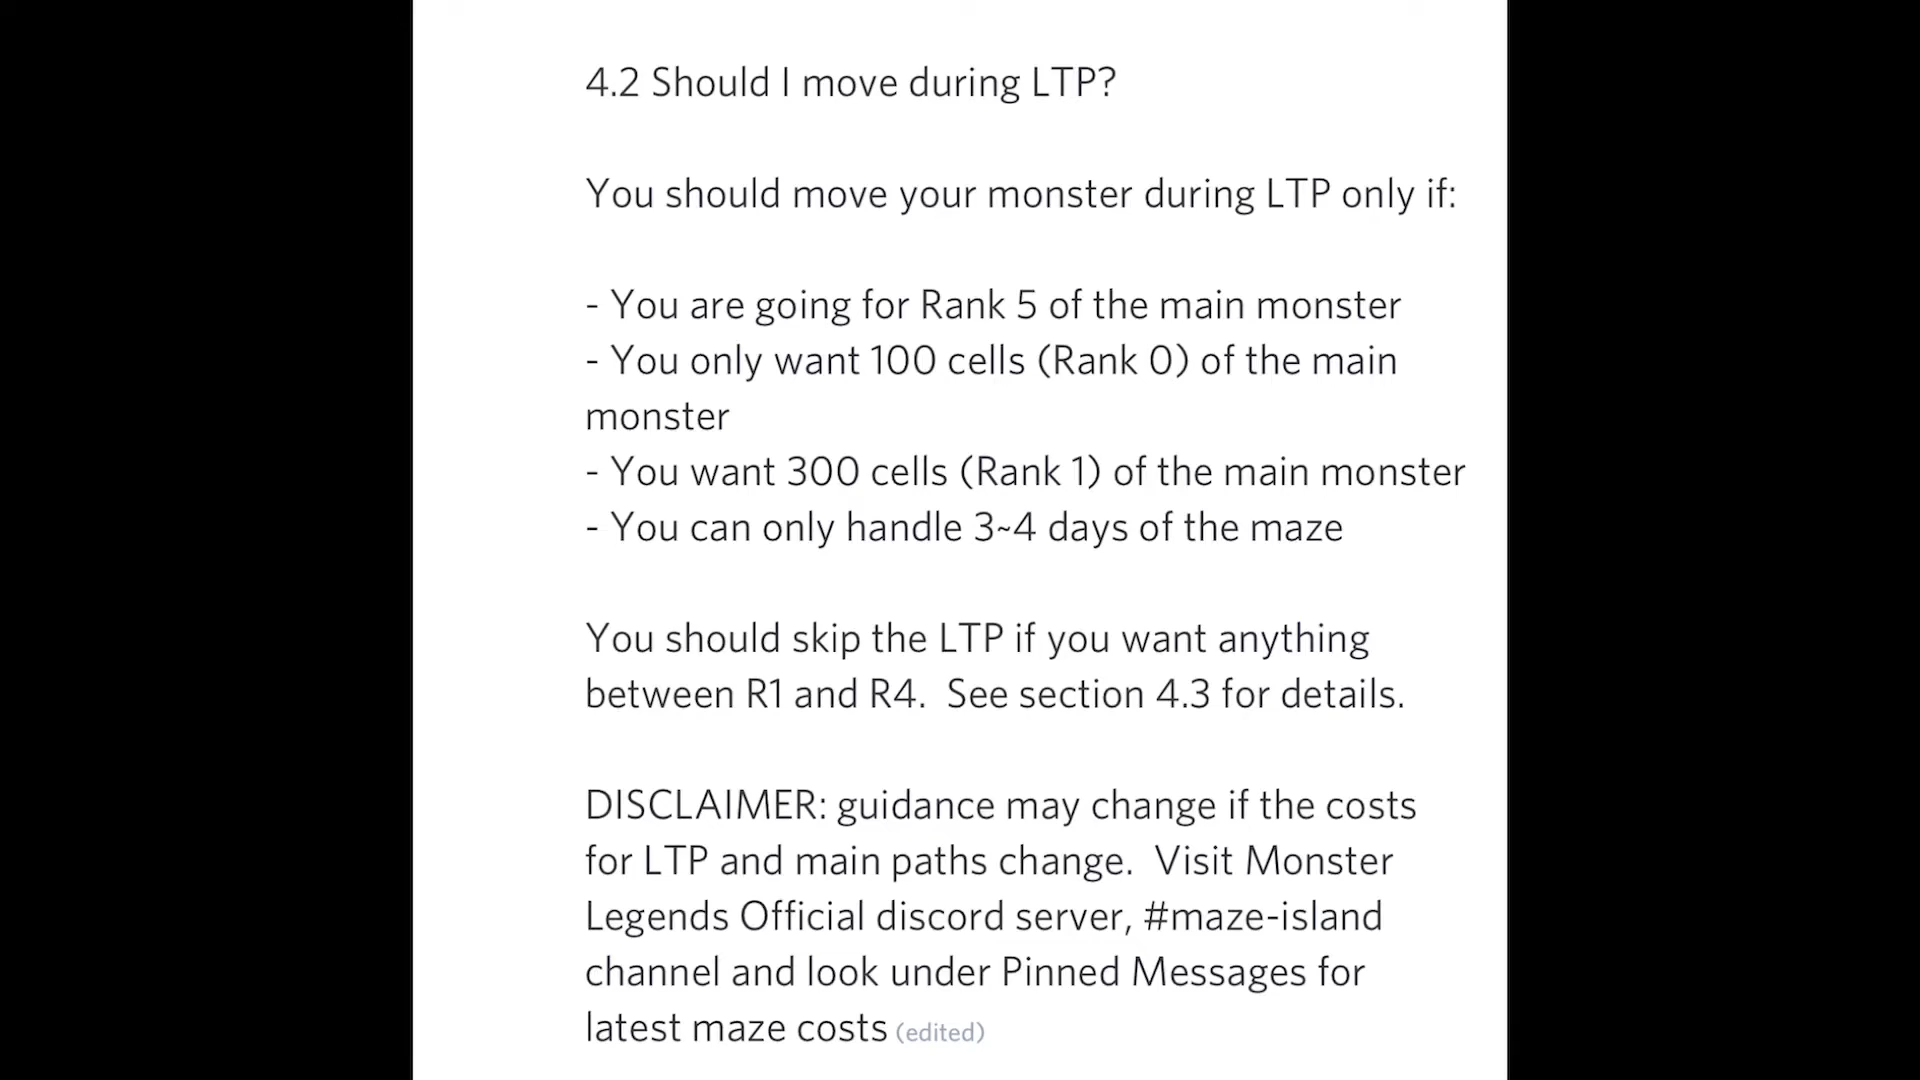 4.2 Should I move during LTP?
You should move your monster during LTP only if:
- You are going for Rank 5 of the main monster
- You only want 100 cells (Rank 0) of the main
monster
- You want 300 cells (Rank 1) of the main monster
- You can only handle 3~4 days of the maze
You should skip the LTP if you want anything
between R1 and R4.  See section 4.3 for details.
DISCLAIMER: guidance may change if the costs
for LTP and main paths change.  Visit Monster
Legends Official discord server, #maze-island
channel and look under Pinned Messages for
latest maze costs (edited)